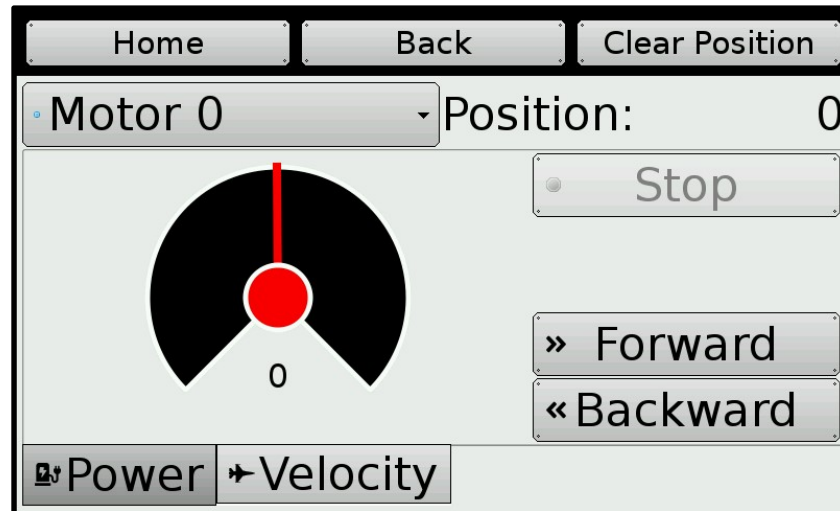 Home Back Clear Position
Motor 0 Position: 0
Stop
0
Forward
Backward
Power Velocity